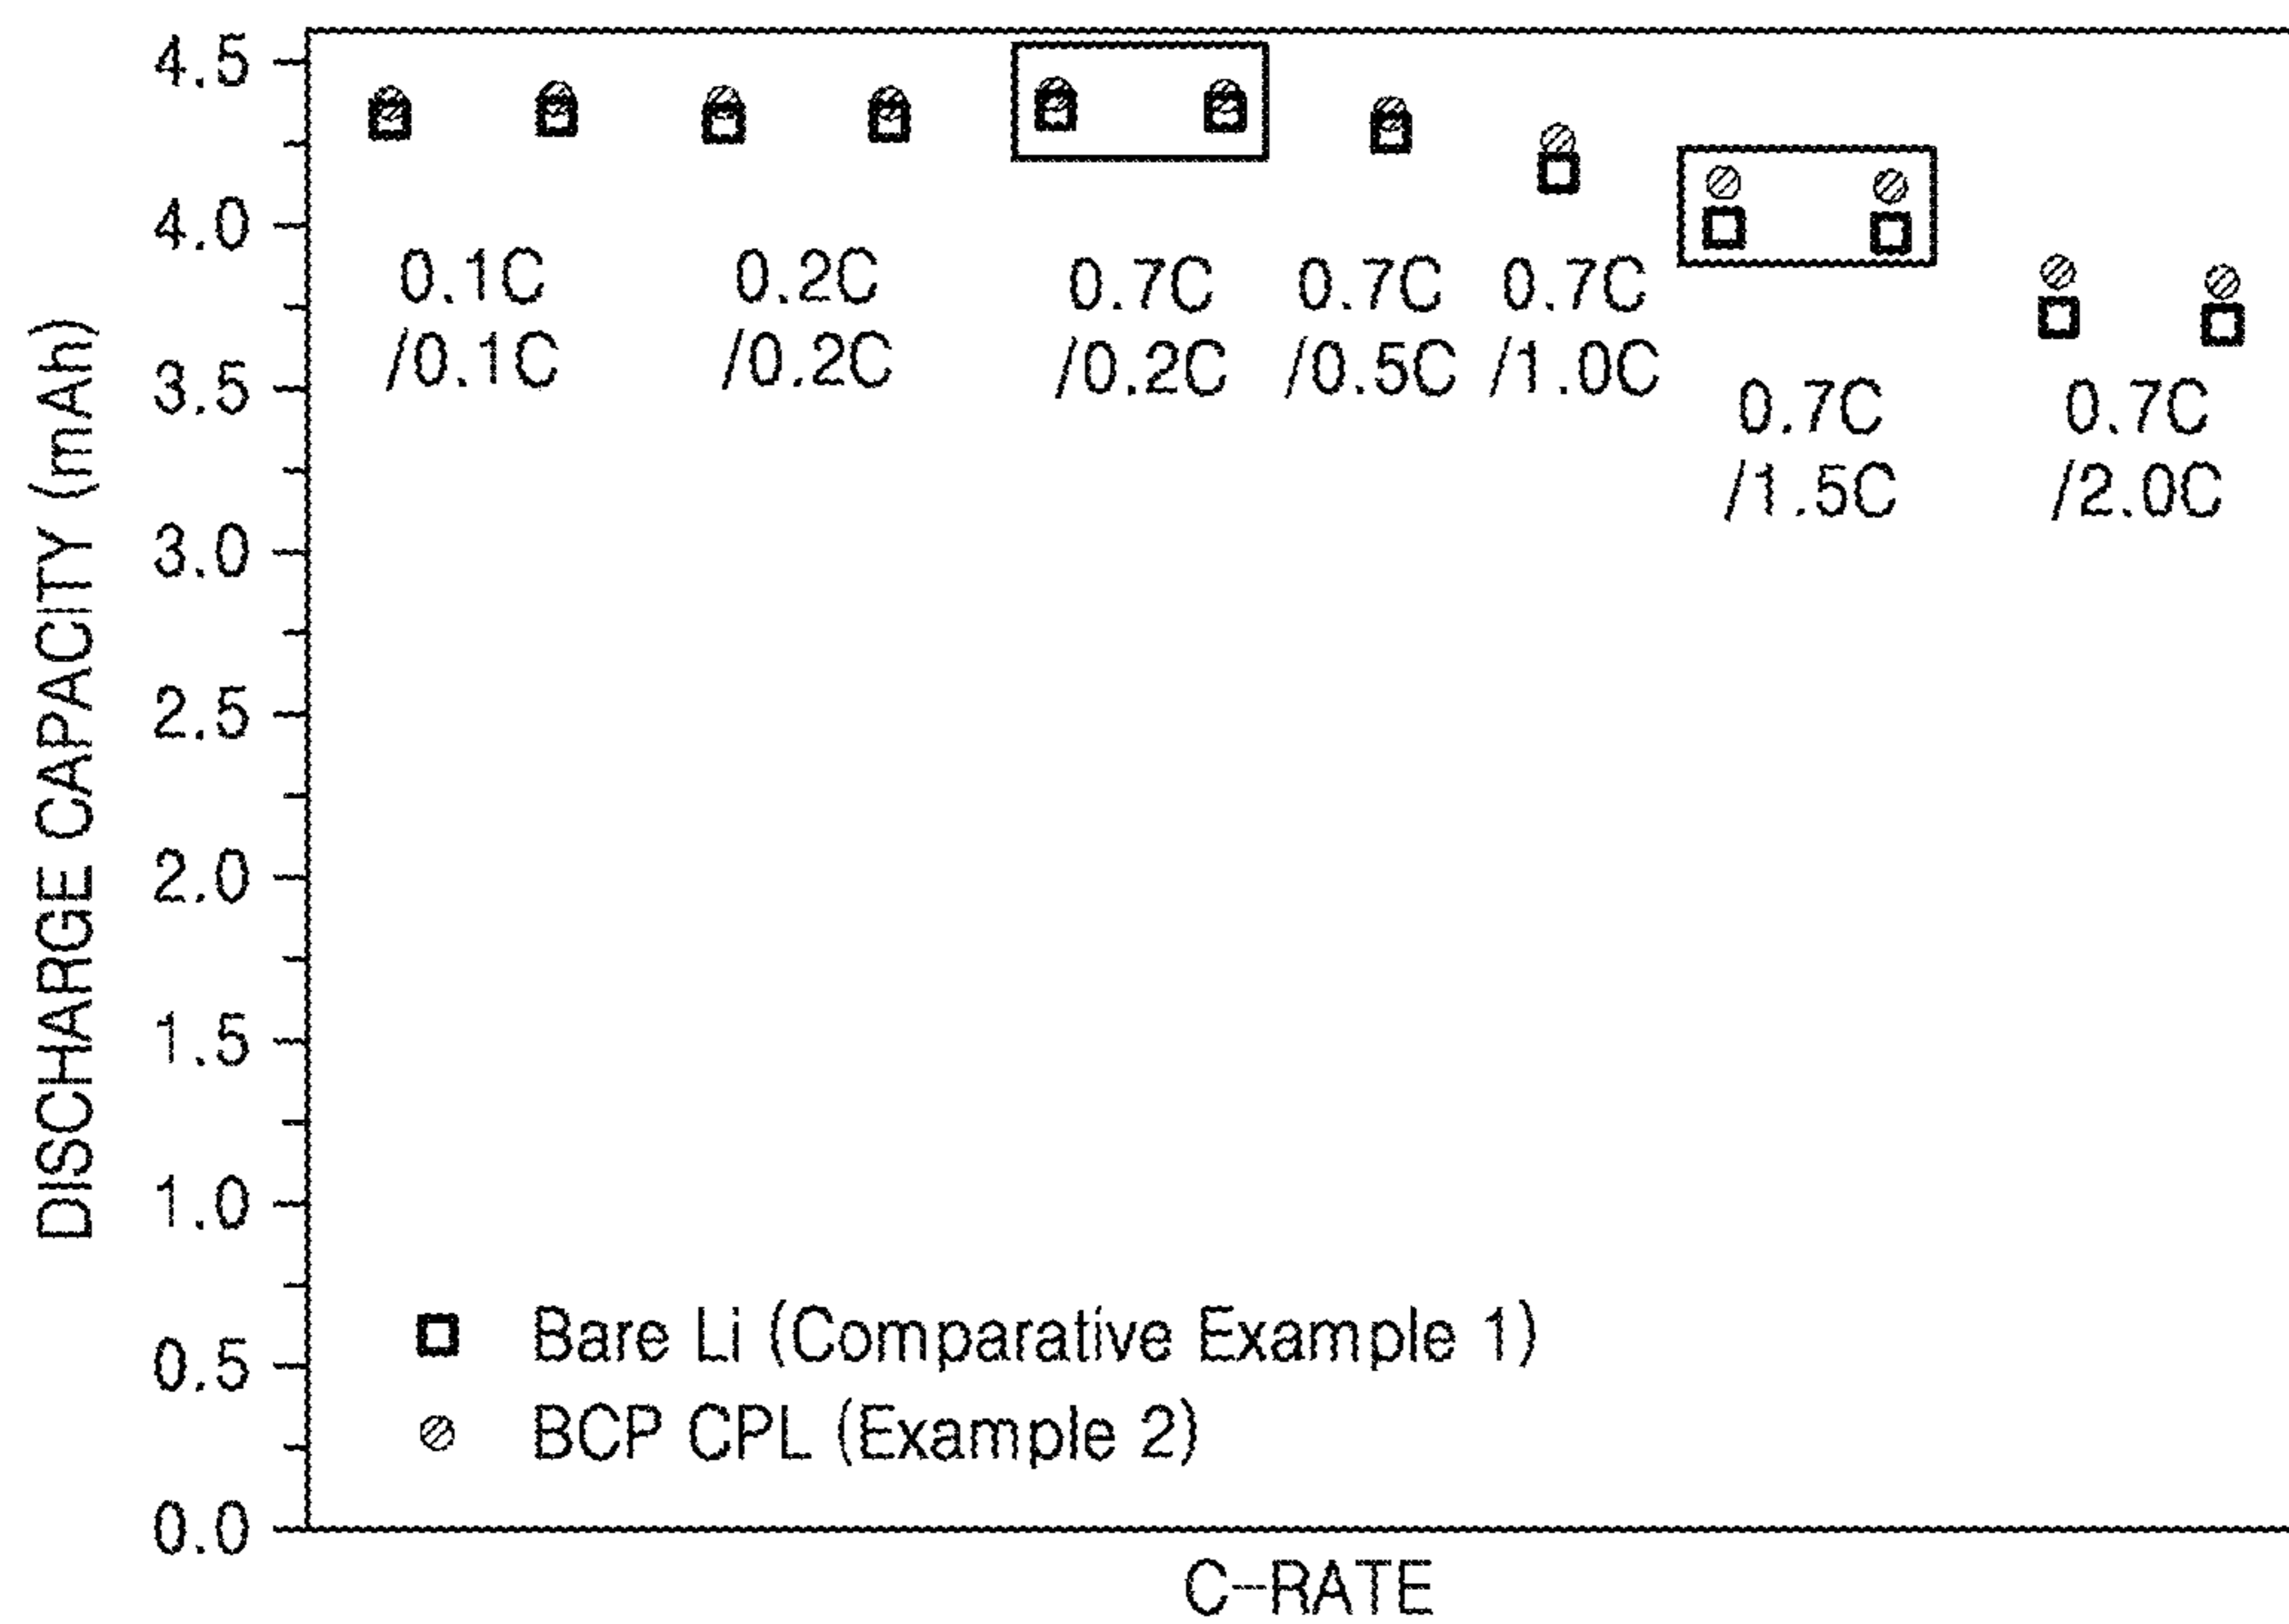 DISCHARGE CAPACITY (mAh)
4.5
4.0
3.5
3.0
2.5
2.0
1.5
1.0
0.5
0.0
0.1C
/0.1C
0.2C
/0.2C
0.7C
/0.2C
0.7C
/0.5C
0.7C
/1.0C
0.7C
/1.5C
0.7C
/2.0C
Bare Li (Comparative Example 1)
BCP CPL (Example 2)
C-RATE